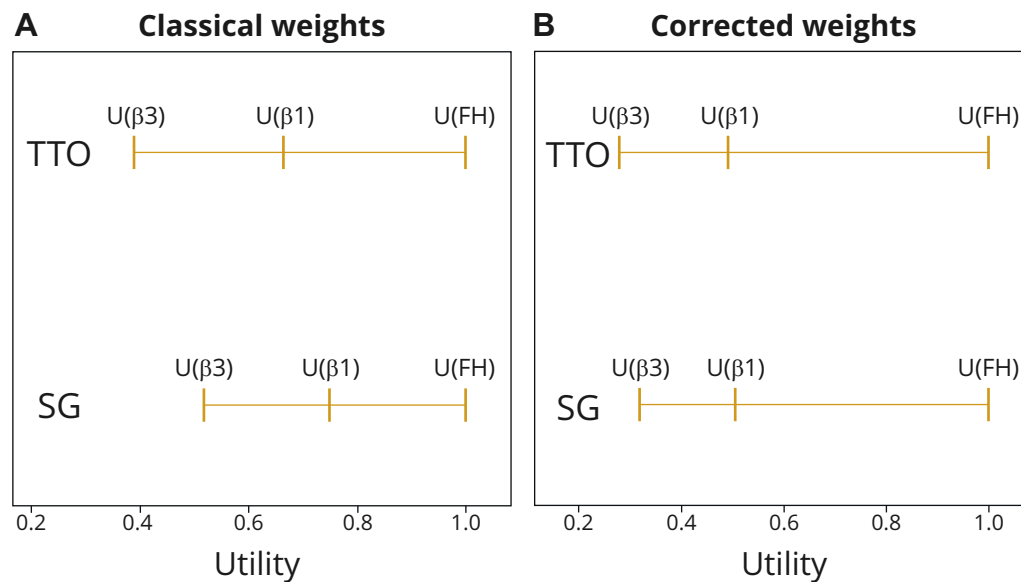 A Classical weights
U(β3) U(β1) U(FH)
TTO
U(β3) U(β1) U(FH)
SG
0.2 0.4 0.6 0.8 1.0
Utility
B Corrected weights
U(β3) U(β1) U(FH)
TTO
U(β3) U(β1) U(FH)
SG
0.2 0.4 0.6 0.8 1.0
Utility